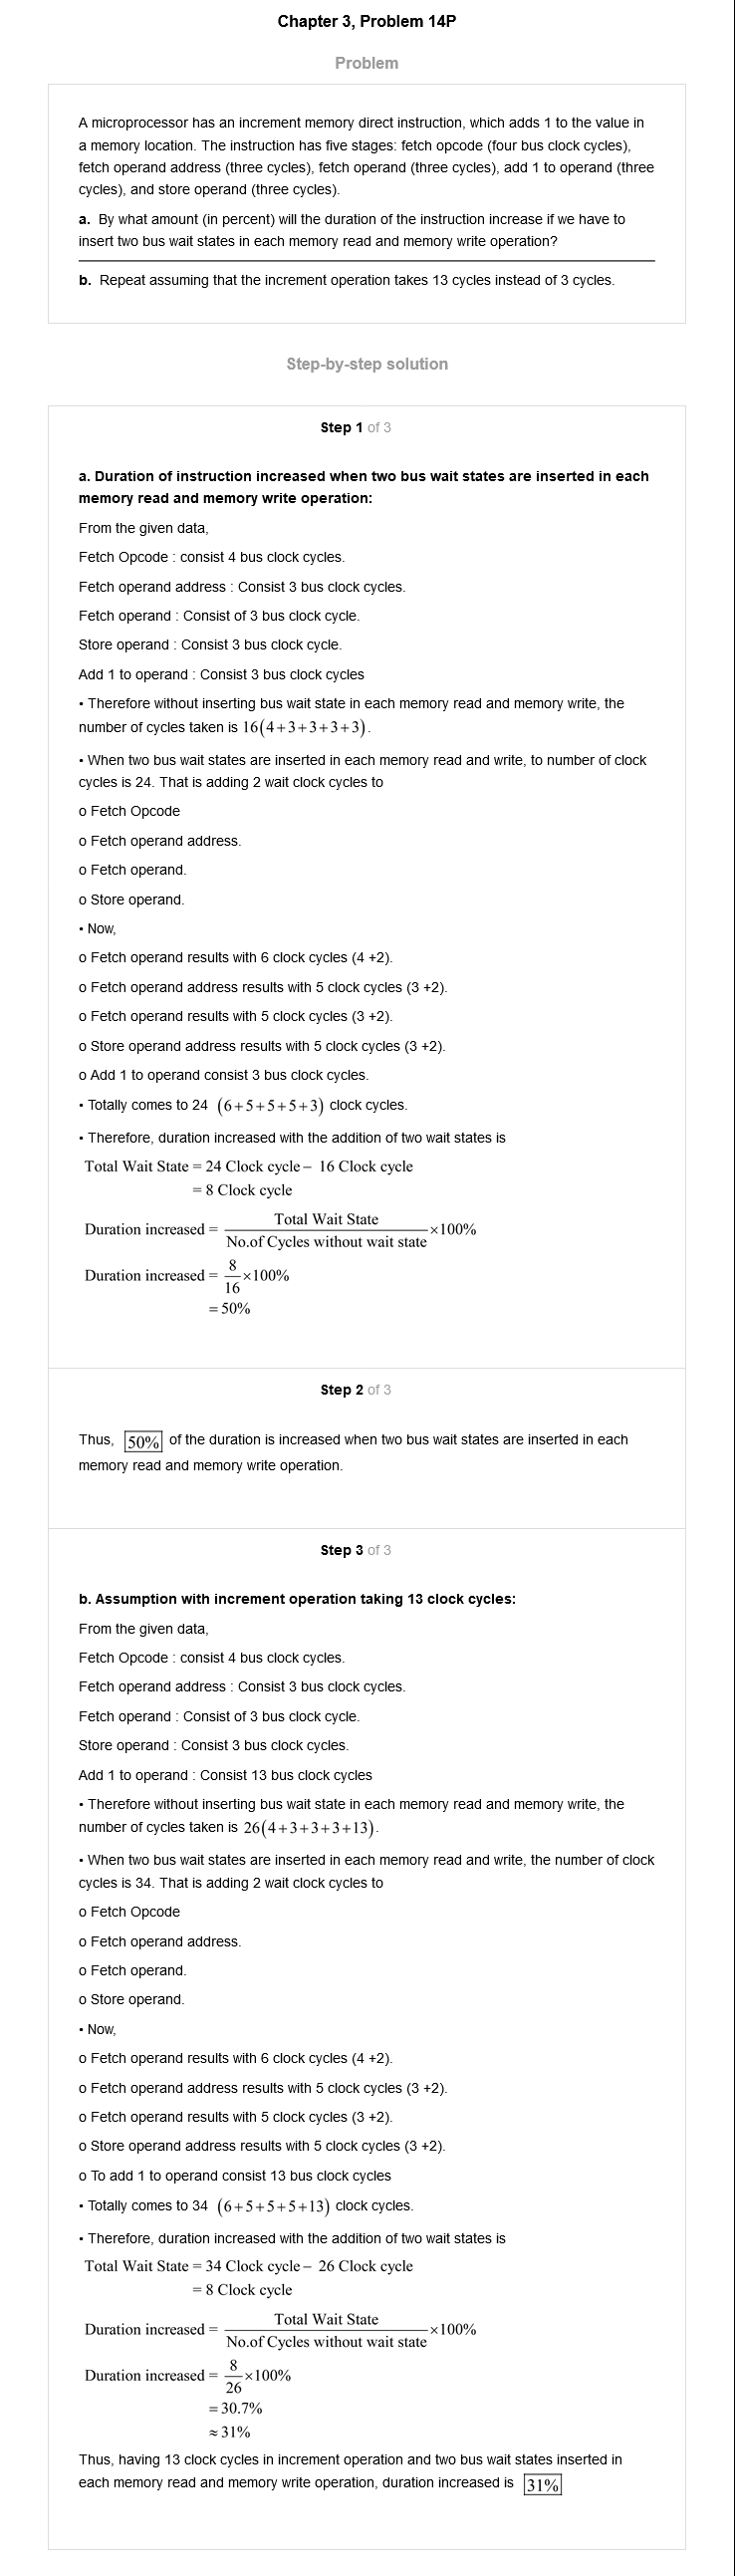 Chapter 3, Problem 14P
Problem
A microprocessor has an increment memory direct instruction, which adds 1 to the value in
a memory location. The instruction has five stages: fetch opcode (four bus clock cycles),
fetch operand address (three cycles), fetch operand (three cycles), add 1 to operand (three
cycles), and store operand (three cycles).
a. By what amount (in percent) will the duration of the instruction increase if we have to
insert two bus wait states in each memory read and memory write operation?
b. Repeat assuming that the increment operation takes 13 cycles instead of 3 cycles.
Step-by-step solution
Step 1 of 3
a. Duration of instruction increased when two bus wait states are inserted in each
memory read and memory write operation:
From the given data,
Fetch Opcode : consist 4 bus clock cycles.
Fetch operand address : Consist 3 bus clock cycles.
Fetch operand : Consist of 3 bus clock cycle.
Store operand : Consist 3 bus clock cycle.
Add 1 to operand : Consist 3 bus clock cycles
• Therefore without inserting bus wait state in each memory read and memory write, the
number of cycles taken is 16(4+3+3+3+3).
• When two bus wait states are inserted in each memory read and write, to number of clock
cycles is 24. That is adding 2 wait clock cycles to
o Fetch Opcode
o Fetch operand address.
o Fetch operand.
o Store operand.
• Now,
o Fetch operand results with 6 clock cycles (4 +2).
o Fetch operand address results with 5 clock cycles (3 +2).
o Fetch operand results with 5 clock cycles (3 +2).
o Store operand address results with 5 clock cycles (3 +2).
o Add 1 to operand consist 3 bus clock cycles.
• Totally comes to 24 (6+5+5+5+3) clock cycles.
• Therefore, duration increased with the addition of two wait states is
Total Wait State = 24 Clock cycle − 16 Clock cycle
= 8 Clock cycle
Duration increased = Total Wait State / No.of Cycles without wait state ×100%
Duration increased = 8/16 ×100%
= 50%
Step 2 of 3
Thus, 50% of the duration is increased when two bus wait states are inserted in each
memory read and memory write operation.
Step 3 of 3
b. Assumption with increment operation taking 13 clock cycles:
From the given data,
Fetch Opcode : consist 4 bus clock cycles.
Fetch operand address : Consist 3 bus clock cycles.
Fetch operand : Consist of 3 bus clock cycle.
Store operand : Consist 3 bus clock cycles.
Add 1 to operand : Consist 13 bus clock cycles
• Therefore without inserting bus wait state in each memory read and memory write, the
number of cycles taken is 26(4+3+3+3+13).
• When two bus wait states are inserted in each memory read and write, the number of clock
cycles is 34. That is adding 2 wait clock cycles to
o Fetch Opcode
o Fetch operand address.
o Fetch operand.
o Store operand.
• Now,
o Fetch operand results with 6 clock cycles (4 +2).
o Fetch operand address results with 5 clock cycles (3 +2).
o Fetch operand results with 5 clock cycles (3 +2).
o Store operand address results with 5 clock cycles (3 +2).
o To add 1 to operand consist 13 bus clock cycles
• Totally comes to 34 (6+5+5+5+13) clock cycles.
• Therefore, duration increased with the addition of two wait states is
Total Wait State = 34 Clock cycle − 26 Clock cycle
= 8 Clock cycle
Duration increased = Total Wait State / No.of Cycles without wait state ×100%
Duration increased = 8/26 ×100%
= 30.7%
≈ 31%
Thus, having 13 clock cycles in increment operation and two bus wait states inserted in
each memory read and memory write operation, duration increased is 31%